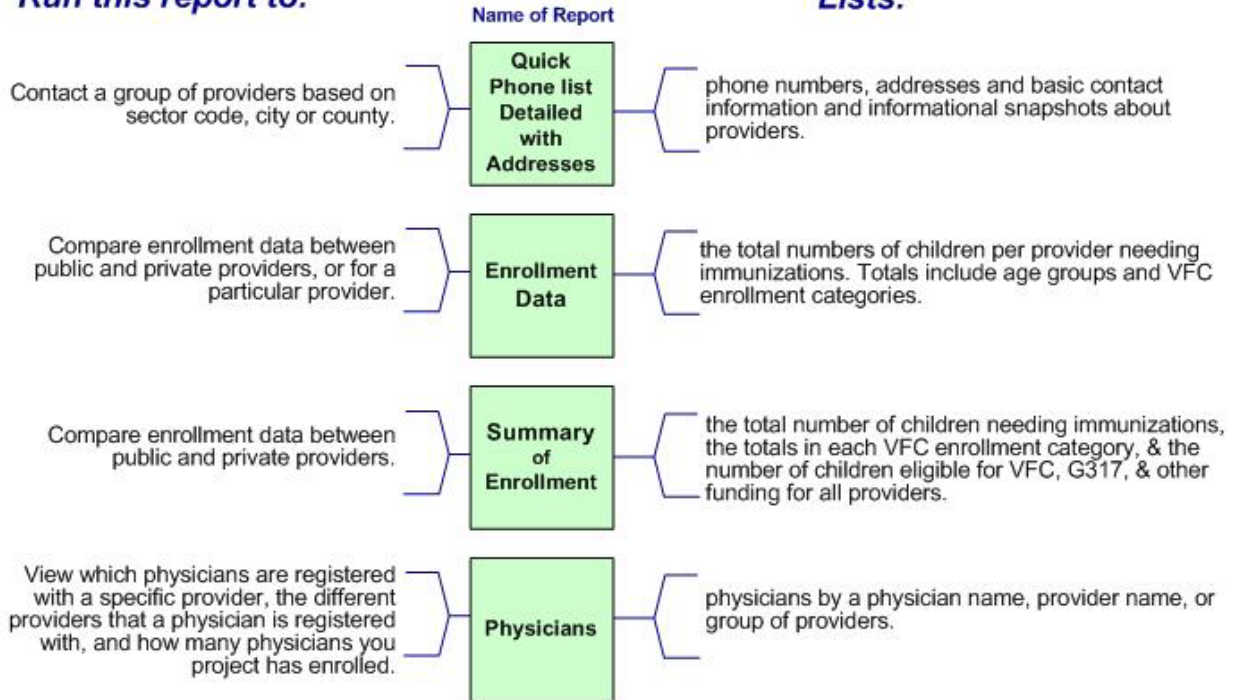 Run this report to:
Name of Report
Lists:
Contact a group of providers based on
sector code, city or county.
Quick
Phone list
Detailed
with
Addresses
phone numbers, addresses and basic contact
information and informational snapshots about
providers.
Compare enrollment data between
public and private providers, or for a
particular provider.
Enrollment
Data
the total numbers of children per provider needing
immunizations. Totals include age groups and VFC
enrollment categories.
Compare enrollment data between
public and private providers.
Summary
of
Enrollment
the total number of children needing immunizations,
the totals in each VFC enrollment category, & the
number of children eligible for VFC, G317, & other
funding for all providers.
View which physicians are registered
with a specific provider, the different
providers that a physician is registered
with, and how many physicians you
project has enrolled.
Physicians
physicians by a physician name, provider name, or
group of providers.